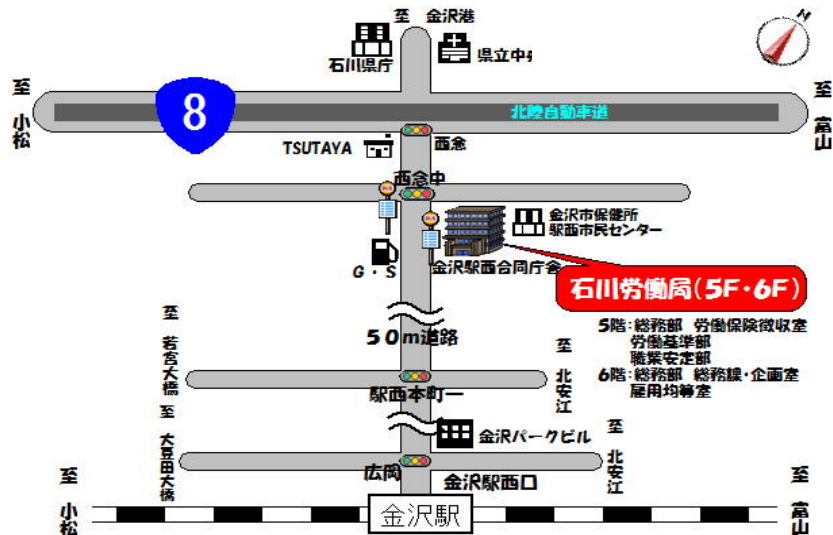 至 金沢港
N
石川県庁
県立中央
至 小松
8
北陸自動車道
至 富山
TSUTAYA
西念
西念中
金沢市保健所
駅西市民センター
G・S
金沢駅西合同庁舎
石川労働局(5F・6F)
5階:総務部 労働保険徴収室
労働基準部
職業安定部
6階:総務部 総務課・企画室
雇用均等室
至 若宮大橋
50m道路
至 北安江
駅西本町一
至 大豆田大橋
金沢パークビル
至 北安江
広岡
金沢駅西口
至 小松
金沢駅
至 富山